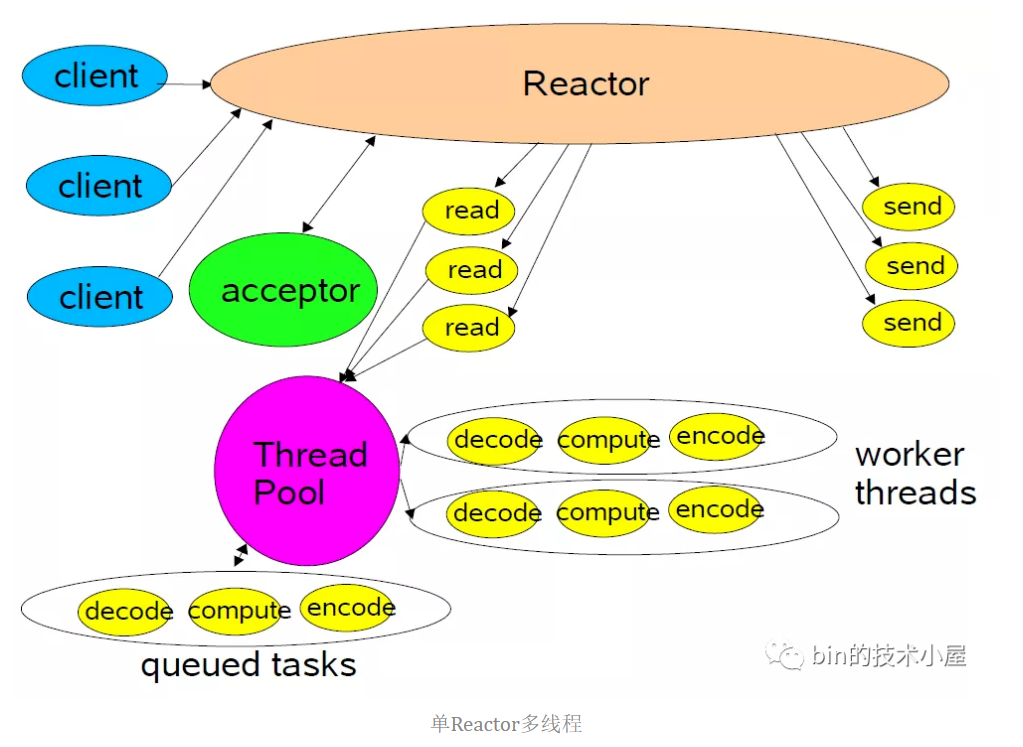 client
Reactor
client
client
acceptor
read
read
read
send
send
send
Thread
Pool
decode compute encode
decode compute encode
worker
threads
decode compute encode
queued tasks
bin的技术小屋
单Reactor多线程